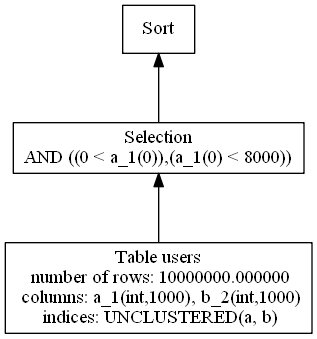 Sort
Selection
AND ((0 < a_1(0)),(a_1(0) < 8000))
Table users
number of rows: 10000000.000000
columns: a_1(int,1000), b_2(int,1000)
indices: UNCLUSTERED(a, b)